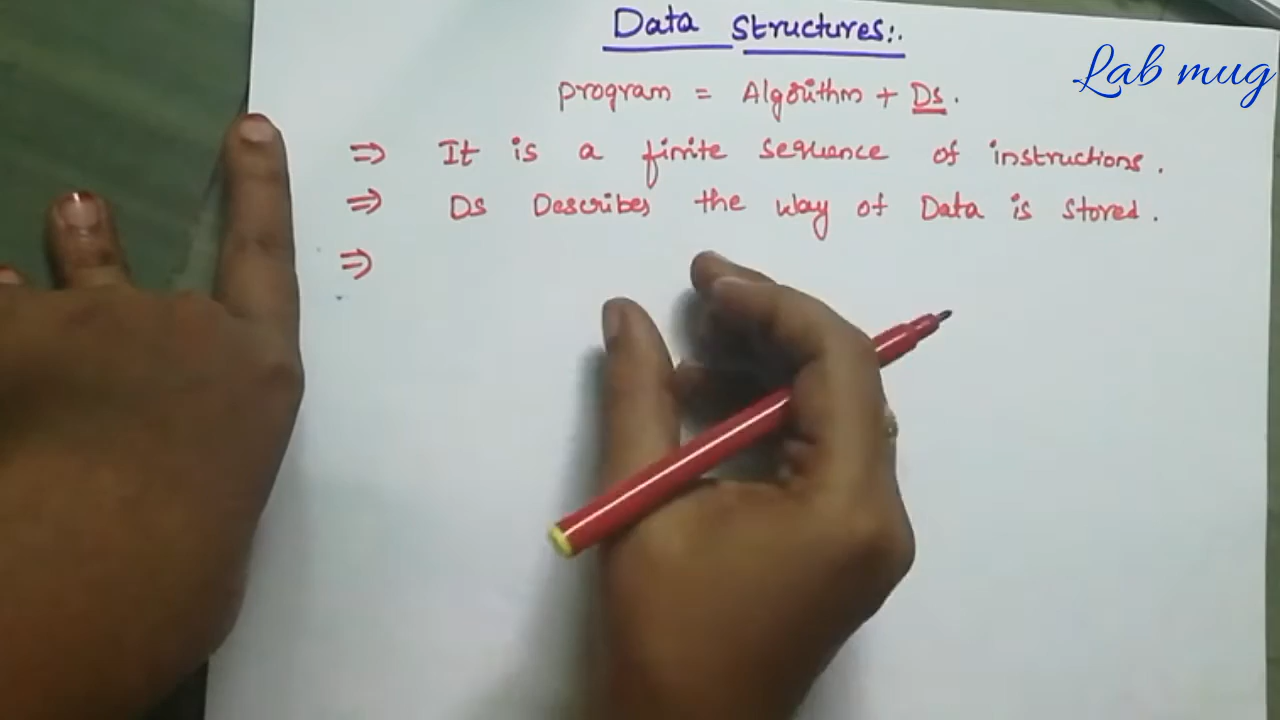 Data Structures:.
Lab mug
program = Algorithm + Ds.
⇒ It is a finite sequence of instructions.
⇒ Ds Describes the way of Data is stored.
⇒